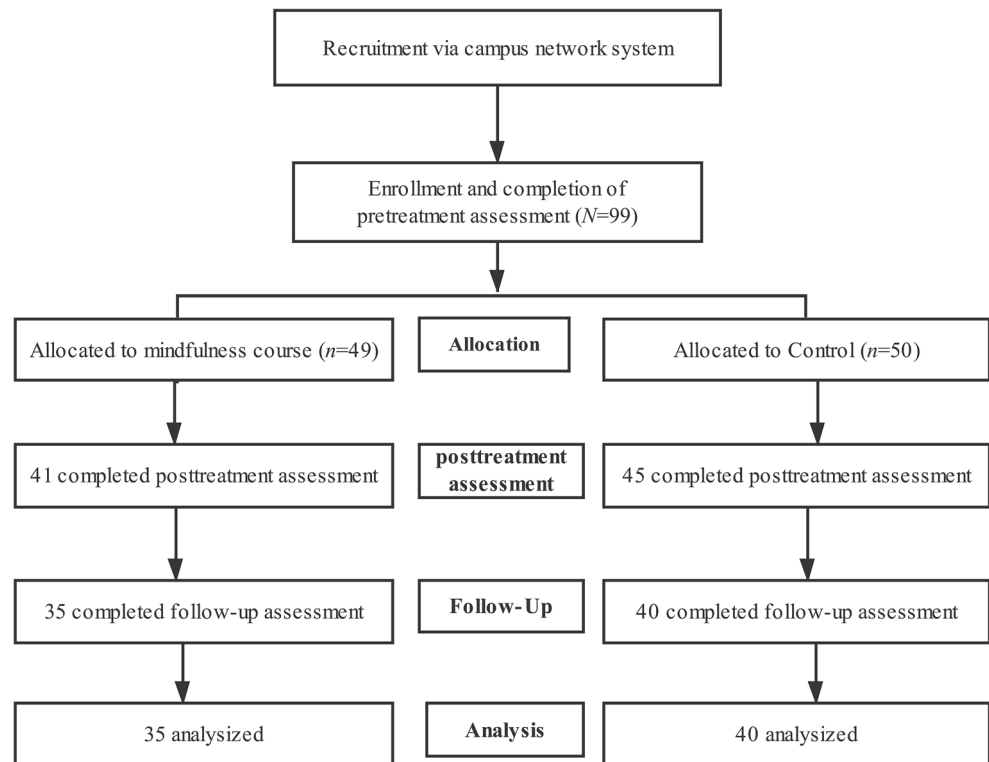 Recruitment via campus network system
Enrollment and completion of
pretreatment assessment (N=99)
Allocated to mindfulness course (n=49)
Allocation
Allocated to Control (n=50)
41 completed posttreatment assessment
posttreatment
assessment
45 completed posttreatment assessment
35 completed follow-up assessment
Follow-Up
40 completed follow-up assessment
35 analysized
Analysis
40 analysized